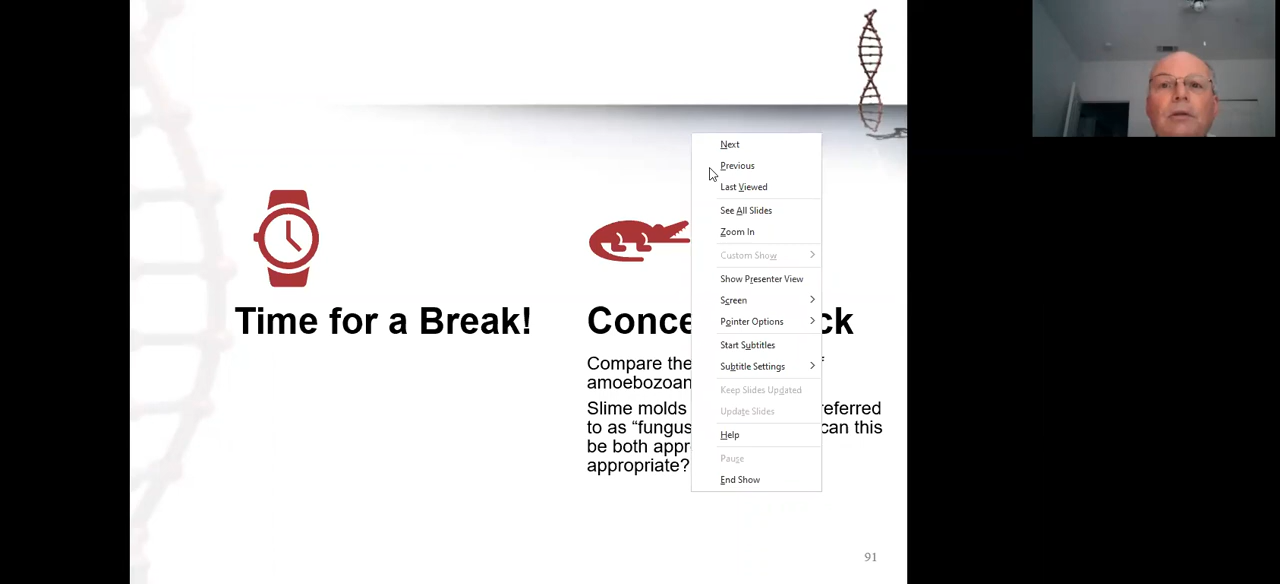 Next
Previous
Last Viewed
See All Slides
Zoom In
Custom Show
Show Presenter View
Screen
Pointer Options
Start Subtitles
Subtitle Settings
Keep Slides Updated
Update Slides
Help
Pause
End Show
Time for a Break!
Conce ck
Compare the f
amoebozoan
Slime molds referred
to as “fungus can this
be both appr
appropriate?
91